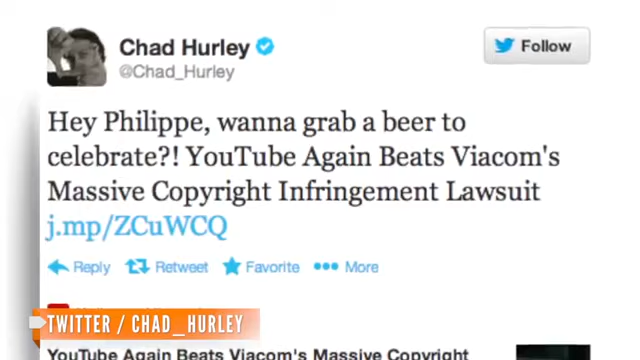 Chad Hurley
@Chad_Hurley
Follow
Hey Philippe, wanna grab a beer to
celebrate?! YouTube Again Beats Viacom's
Massive Copyright Infringement Lawsuit
j.mp/ZCuWCQ
Reply Retweet Favorite More
TWITTER / CHAD_HURLEY
YouTube Again Beats Viacom's Massive Copyright